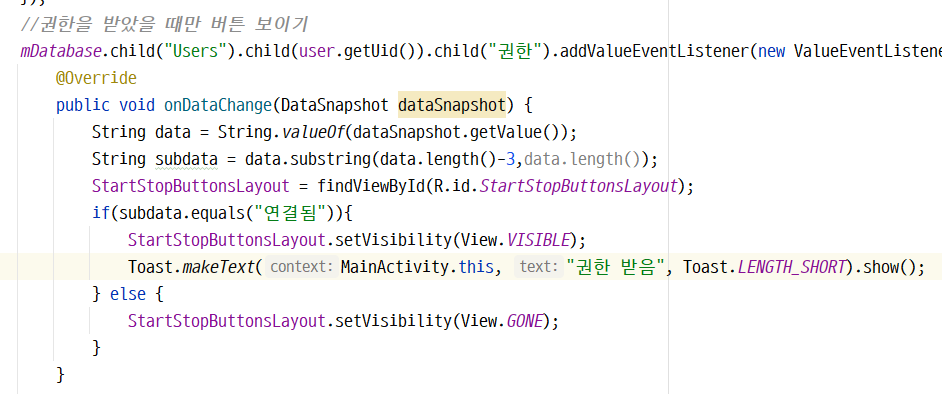 });
//권한을 받았을 때만 버튼 보이기
mDatabase.child("Users").child(user.getUid()).child("권한").addValueEventListener(new ValueEventListene
@Override
public void onDataChange(DataSnapshot dataSnapshot) {
String data = String.valueOf(dataSnapshot.getValue());
String subdata = data.substring(data.length()-3,data.length());
StartStopButtonsLayout = findViewById(R.id.StartStopButtonsLayout);
if(subdata.equals("연결됨")){
StartStopButtonsLayout.setVisibility(View.VISIBLE);
Toast.makeText( context: MainActivity.this, text: "권한 받음", Toast.LENGTH_SHORT).show();
} else {
StartStopButtonsLayout.setVisibility(View.GONE);
}
}